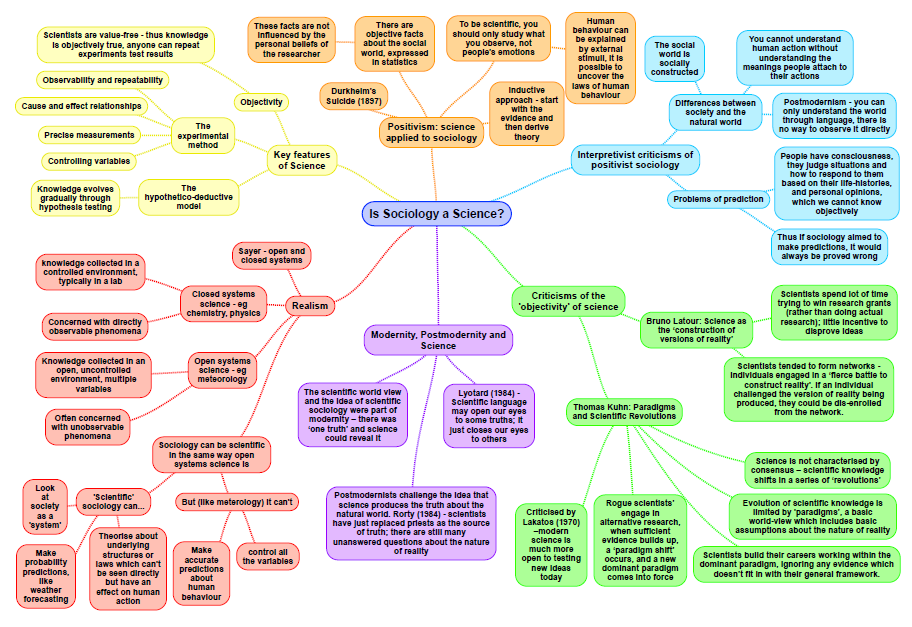 Is Sociology a Science?
Key features
of Science
Objectivity
Scientists are value-free - thus knowledge
is objectively true, anyone can repeat
experiments test results
The
experimental
method
Observability and repeatability
Cause and effect relationships
Precise measurements
Controlling variables
The
hypothetico-deductive
model
Knowledge evolves
gradually through
hypothesis testing
Positivism: science
applied to sociology
Durkheim's
Suicide (1897)
These facts are not
influenced by the
personal beliefs of
the researcher
There are
objective facts
about the social
world, expressed
in statistics
To be scientific, you
should only study what
you observe, not
people's emotions
Human
behaviour can
be explained
by external
stimuli, it is
possible to
uncover the
laws of human
behaviour
Inductive
approach - start
with the
evidence and
then derive
theory
Interpretivist criticisms of
positivist sociology
Differences between
society and the
natural world
The social
world is
socially
constructed
You cannot understand
human action without
understanding the
meanings people attach to
their actions
Postmodernism - you can
only understand the world
through language, there is
no way to observe it directly
Problems of prediction
People have consciousness,
they judge situations and
how to respond to them
based on their life-histories,
and personal opinions,
which we cannot know
objectively
Thus if sociology aimed to
make predictions, it would
always be proved wrong
Realism
Sayer - open snd
closed systems
Closed systems
science - eg
chemistry, physics
knowledge collected in a
controlled environment,
typically in a lab
Concerned with directly
observable phenomena
Open systems
science - eg
meteorology
Knowledge collected in an
open, uncontrolled
environment, multiple
variables
Often concerned
with unobservable
phenomena
Sociology can be scientific
in the same way open
systems science is
'Scientific'
sociology can...
Look
at
society
as a
'system'
Make
probability
predictions,
like
weather
forecasting
Theorise about
underlying
structures or
laws which can't
be seen directly
but have an
effect on human
action
But (like meterology) it can't
Make
accurate
predictions
about
human
behaviour
control all
the variables
Modernity, Postmodernity and
Science
The scientific world view
and the idea of scientific
sociology were part of
modernity – there was
'one truth' and science
could reveal it
Lyotard (1984) -
Scientific language
may open our eyes
to some truths; it
just closes our eyes
to others
Postmodernists challenge the idea that
science produces the truth about the
natural world. Rorty (1984) - scientists
have just replaced priests as the source
of truth; there are still many
unanswered questions about the nature
of reality
Criticisms of the
'objectivity' of science
Bruno Latour: Science as
the 'construction of
versions of reality'
Scientists spend lot of time
trying to win research grants
(rather than doing actual
research); little incentive to
disprove ideas
Scientists tended to form networks -
individuals engaged in a 'fierce battle to
construct reality'. If an individual
challenged the version of reality being
produced, they could be dis-enrolled
from the network.
Thomas Kuhn: Paradigms
and Scientific Revolutions
Science is not characterised by
consensus – scientific knowledge
shifts in a series of 'revolutions'
Evolution of scientific knowledge is
limited by 'paradigms', a basic
world-view which includes basic
assumptions about the nature of reality
Scientists build their careers working within the
dominant paradigm, ignoring any evidence which
doesn't fit in with their general framework.
Rogue scientists'
engage in
alternative research,
when sufficient
evidence builds up,
a 'paradigm shift'
occurs, and a new
dominant paradigm
comes into force
Criticised by
Lakatos (1970)
–modern
science is
much more
open to testing
new ideas
today